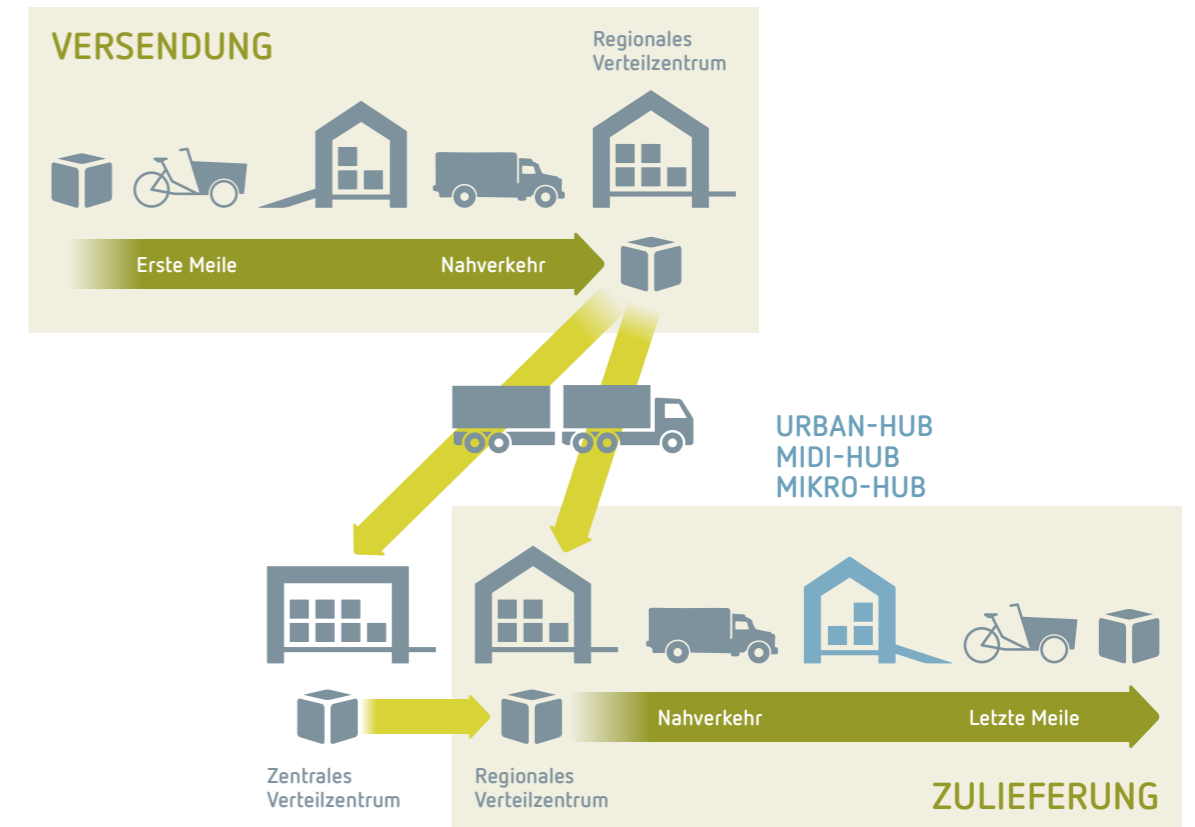 VERSENDUNG
Regionales
Verteilzentrum
Erste Meile
Nahverkehr
URBAN-HUB
MIDI-HUB
MIKRO-HUB
Nahverkehr
Letzte Meile
Zentrales
Verteilzentrum
Regionales
Verteilzentrum
ZULIEFERUNG